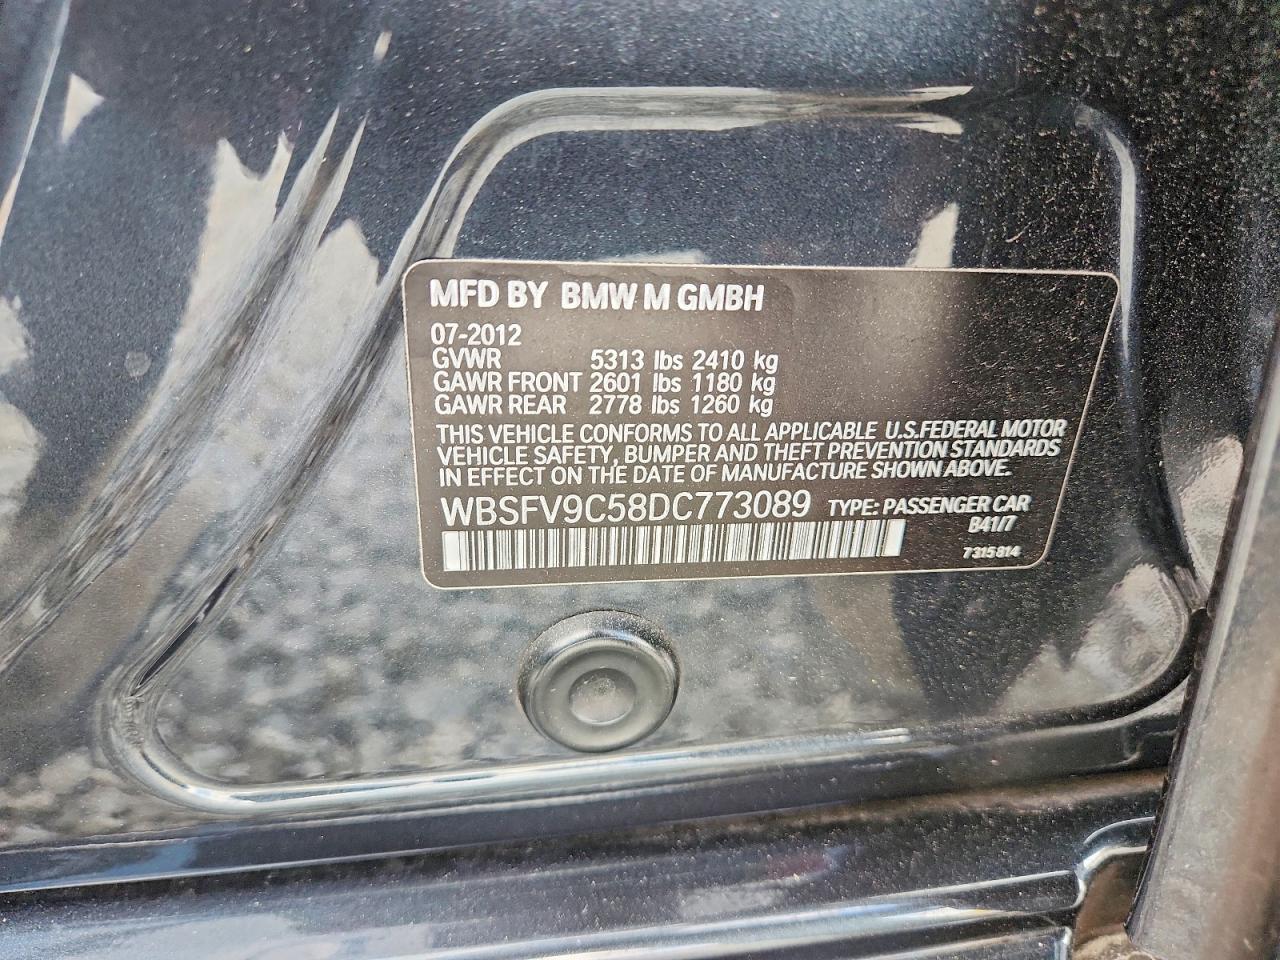 MFD BY BMW M GMBH
07-2012
GVWR 5313 lbs 2410 kg
GAWR FRONT 2601 lbs 1180 kg
GAWR REAR 2778 lbs 1260 kg
THIS VEHICLE CONFORMS TO ALL APPLICABLE U.S.FEDERAL MOTOR
VEHICLE SAFETY, BUMPER AND THEFT PREVENTION STANDARDS
IN EFFECT ON THE DATE OF MANUFACTURE SHOWN ABOVE.
WBSFV9C58DC773089 TYPE: PASSENGER CAR
B41/7
7315814